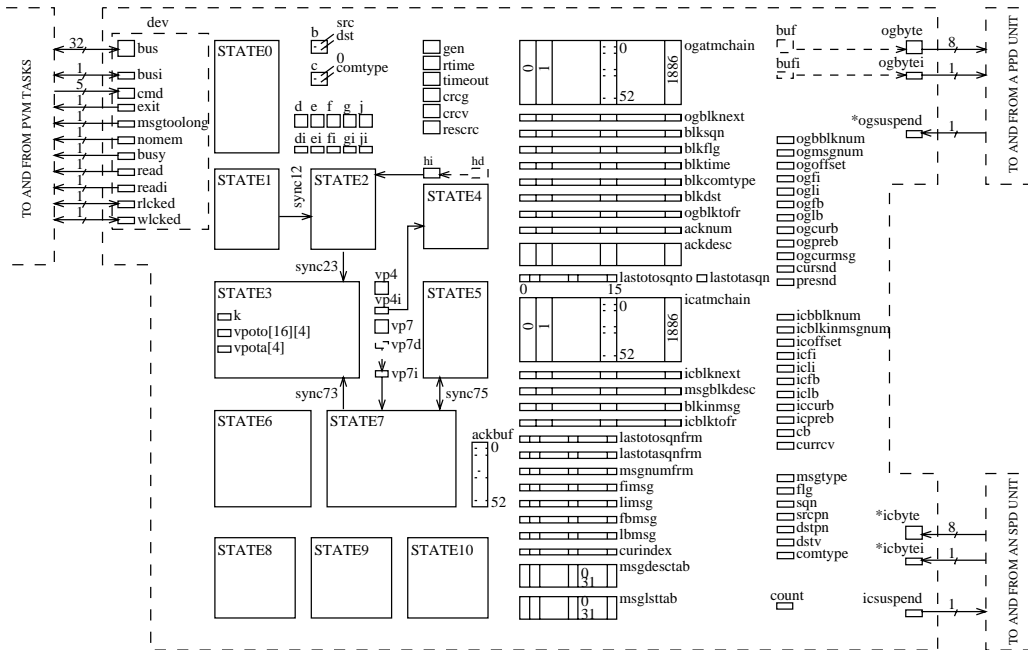 TO AND FROM PVM TASKS
dev
32
bus
1
busi
5
cmd
1
exit
1
msgtoolong
1
nomem
1
busy
1
read
1
readi
1
rlcked
1
wlcked
STATE0
b
src
dst
c
0
comtype
d e f g j
di ei fi gi ji
gen
rtime
timeout
crcg
crcv
rescrc
STATE1
sync12
STATE2
hi
hd
STATE4
sync23
STATE3
k
vpoto[16][4]
vpota[4]
vp4
vp4i
vp7
vp7d
vp7i
STATE5
sync73
sync75
STATE6
STATE7
ackbuf
0
52
STATE8
STATE9
STATE10
0
1
0
52
1886
ogatmchain
ogblknext
blksqn
blkflg
blktime
blkcomtype
blkdst
ogblktofr
acknum
ackdesc
lastotosqnto
lastotasqn
0
15
0
1
0
52
1886
icatmchain
icblknext
msgblkdesc
blkinmsg
icblktofr
lastotosqnfrm
lastotasqnfrm
msgnumfrm
fimsg
limsg
fbmsg
lbmsg
curindex
msgdesctab
0
31
msglsttab
0
31
buf
bufi
ogbblknum
ogmsgnum
ogoffset
ogfi
ogli
ogfb
oglb
ogcurb
ogpreb
ogcurmsg
cursnd
presnd
icbblknum
icblkinmsgnum
icoffset
icfi
icli
icfb
iclb
iccurb
icpreb
cb
currcv
msgtype
flg
sqn
srcpn
dstpn
dstv
comtype
count
ogbyte
8
ogbytei
1
*ogsuspend
1
TO AND FROM A PPD UNIT
*icbyte
8
*icbytei
1
icsuspend
1
TO AND FROM AN SPD UNIT